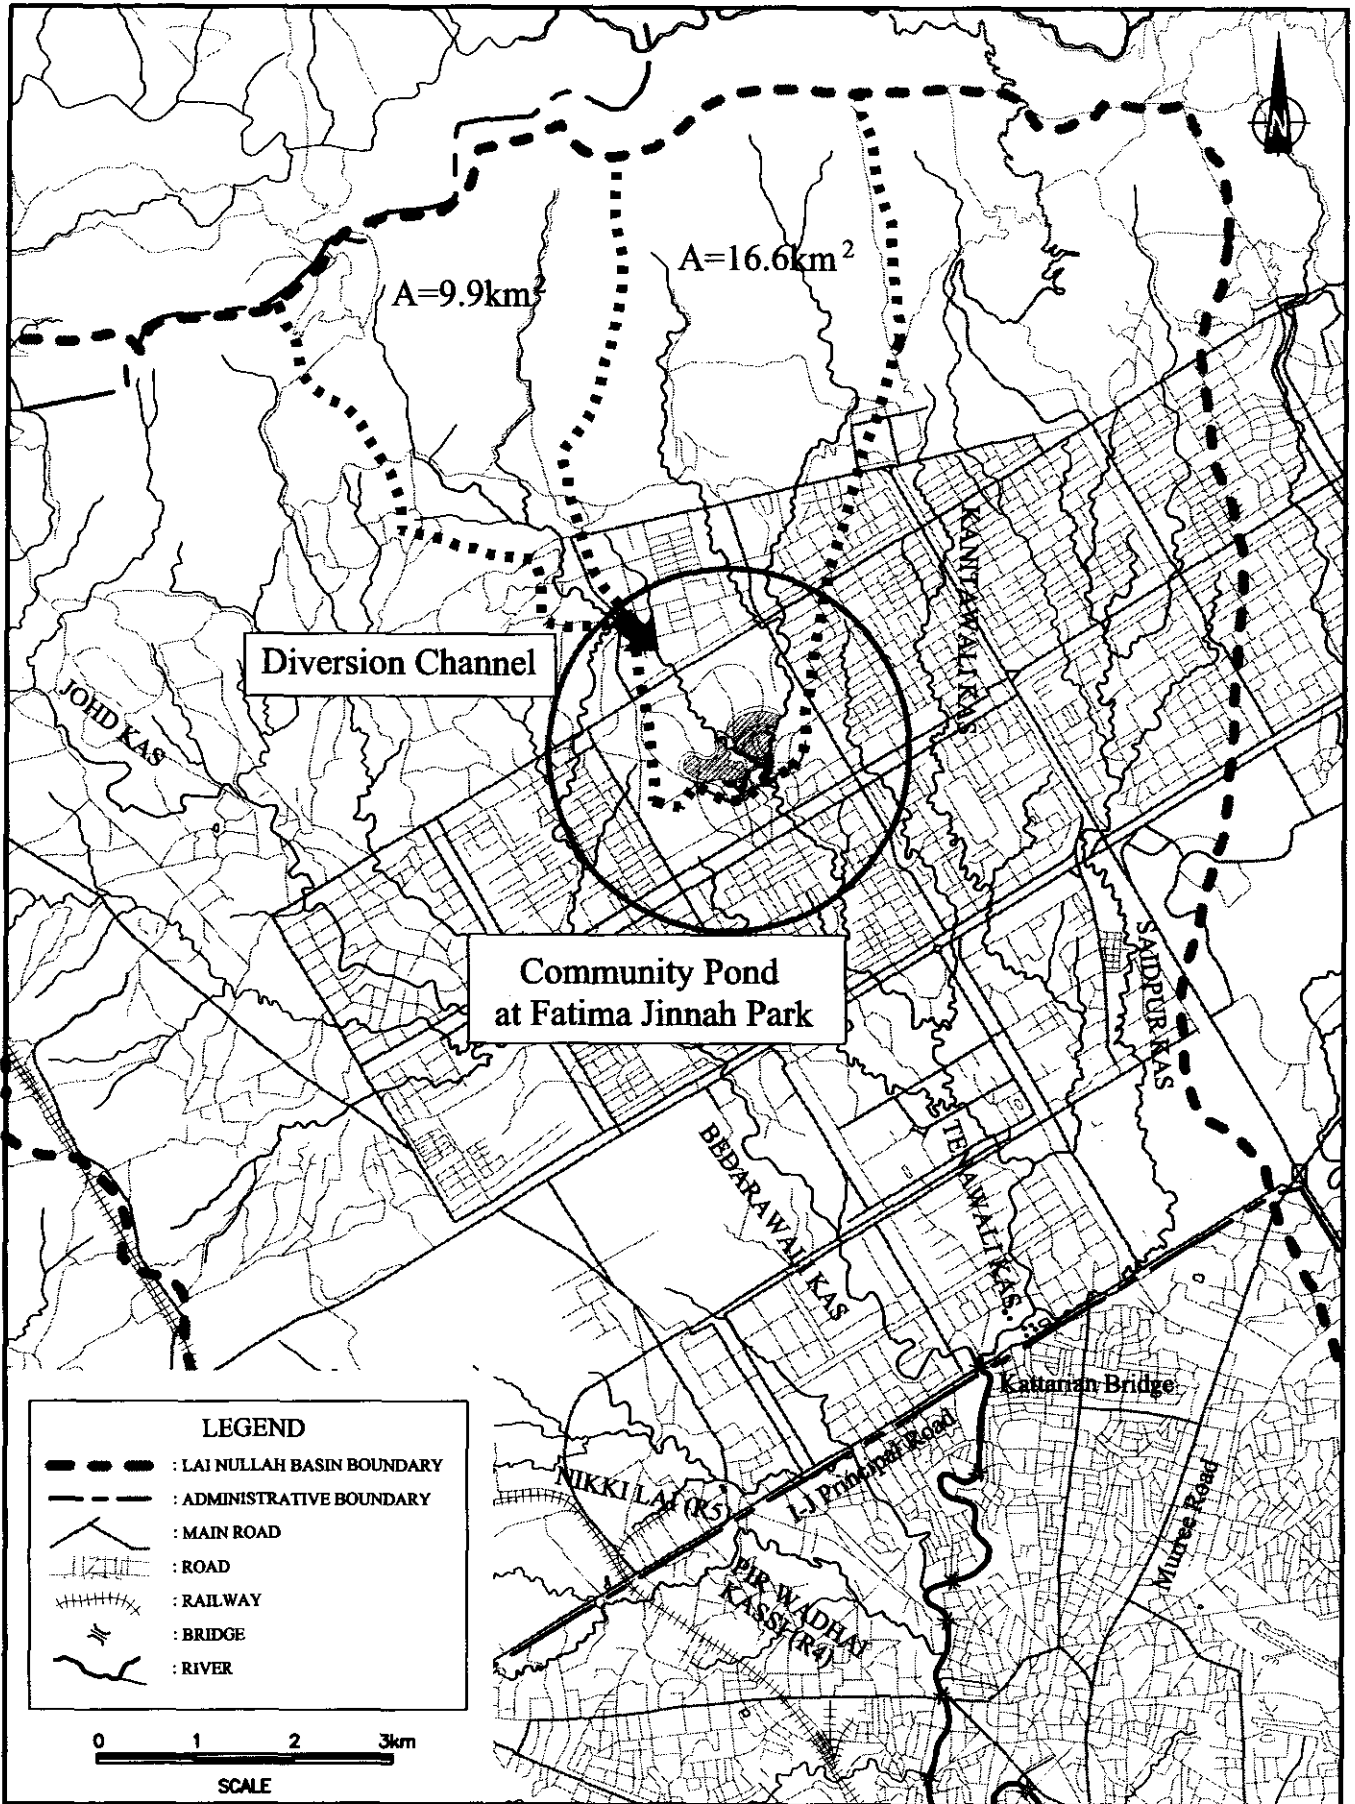 N
A=16.6km²
A=9.9km²
KANTAWALI KAS
Diversion Channel
JOHD KAS
Community Pond
at Fatima Jinnah Park
SAIDPUR KAS
BEDARAWALI KAS
TENAWALI KAS
Kattarian Bridge
I-J Principal Road
NIKKI LAI (R5)
Murree Road
PIR WADHAI
KASSI (R4)
LEGEND
: LAI NULLAH BASIN BOUNDARY
: ADMINISTRATIVE BOUNDARY
: MAIN ROAD
: ROAD
: RAILWAY
: BRIDGE
: RIVER
0 1 2 3km
SCALE